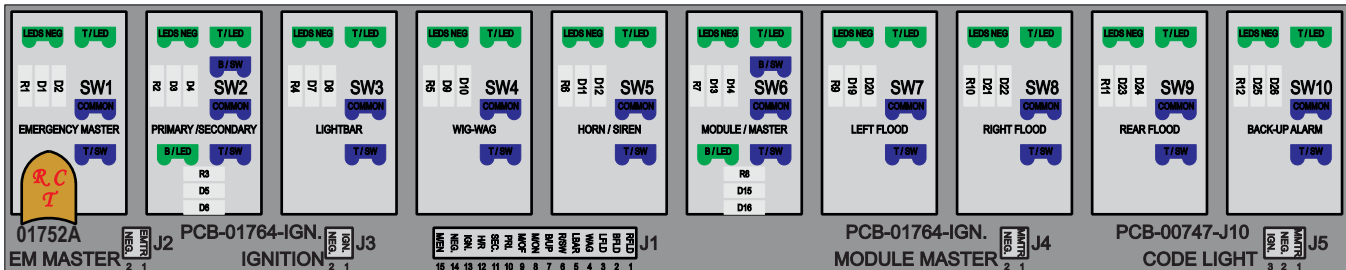 LEDS NEG T / LED LEDS NEG T / LED LEDS NEG T / LED LEDS NEG T / LED LEDS NEG T / LED LEDS NEG T / LED LEDS NEG T / LED LEDS NEG T / LED LEDS NEG T / LED LEDS NEG T / LED
B / SW B / SW
R1 D1 D2 SW1 R2 D3 D4 SW2 R4 D7 D8 SW3 R5 D9 D10 SW4 R6 D11 D12 SW5 R7 D13 D14 SW6 R9 D19 D20 SW7 R10 D21 D22 SW8 R11 D23 D24 SW9 R12 D25 D26 SW10
COMMON COMMON COMMON COMMON COMMON COMMON COMMON COMMON COMMON COMMON
EMERGENCY MASTER PRIMARY /SECONDARY LIGHTBAR WIG-WAG HORN / SIREN MODULE / MASTER LEFT FLOOD RIGHT FLOOD REAR FLOOD BACK-UP ALARM
T / SW B / LED T / SW T / SW T / SW T / SW B / LED T / SW T / SW T / SW T / SW T / SW
R C
T
R3 R8
D5 D15
D6 D16
01752A PCB-01764-IGN. PCB-01764-IGN. PCB-00747-J10
EM MASTER NEG. EMTR J2 IGNITION NEG. IGN. J3 MEN NEG. IGN. HR SEC. PRI. MOF MON BUP RSW LBAR WAG LFLD BFLD RFLD J1 MODULE MASTER NEG. MMTR J4 CODE LIGHT IGN. NEG. MMTR J5
2 1 2 1 15 14 13 12 11 10 9 8 7 6 5 4 3 2 1 2 1 3 2 1